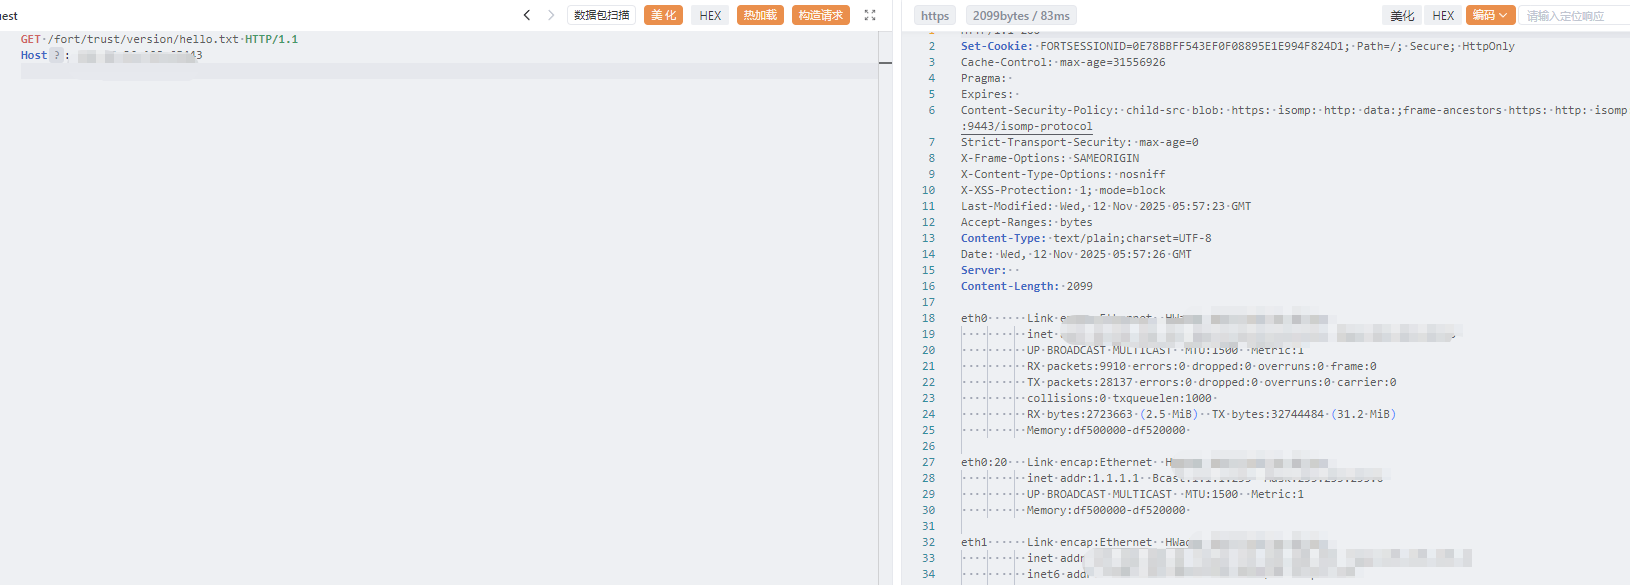 uest
数据包扫描
美化
HEX
热加载
构造请求
GET /fort/trust/version/hello.txt HTTP/1.1
Host ? :
https
2099bytes / 83ms
美化
HEX
编码
请输入定位响应
2 Set-Cookie: FORTSESSIONID=0E78BBFF543EF0F08895E1E994F824D1; Path=/; Secure; HttpOnly
3 Cache-Control: max-age=31556926
4 Pragma:
5 Expires:
6 Content-Security-Policy: child-src blob: https: isomp: http: data:;frame-ancestors https: http: isomp
:9443/isomp-protocol
7 Strict-Transport-Security: max-age=0
8 X-Frame-Options: SAMEORIGIN
9 X-Content-Type-Options: nosniff
10 X-XSS-Protection: 1; mode=block
11 Last-Modified: Wed, 12 Nov 2025 05:57:23 GMT
12 Accept-Ranges: bytes
13 Content-Type: text/plain;charset=UTF-8
14 Date: Wed, 12 Nov 2025 05:57:26 GMT
15 Server:
16 Content-Length: 2099
17
18 eth0 Link encap:Ethernet
19 inet
20 UP BROADCAST MULTICAST MTU:1500 Metric:1
21 RX packets:9910 errors:0 dropped:0 overruns:0 frame:0
22 TX packets:28137 errors:0 dropped:0 overruns:0 carrier:0
23 collisions:0 txqueuelen:1000
24 RX bytes:2723663 (2.5 MiB) TX bytes:32744484 (31.2 MiB)
25 Memory:df500000-df520000
26
27 eth0:20 Link encap:Ethernet
28 inet addr:1.1.1.1
29 UP BROADCAST MULTICAST MTU:1500 Metric:1
30 Memory:df500000-df520000
31
32 eth1 Link encap:Ethernet
33 inet addr
34 inet6 addr